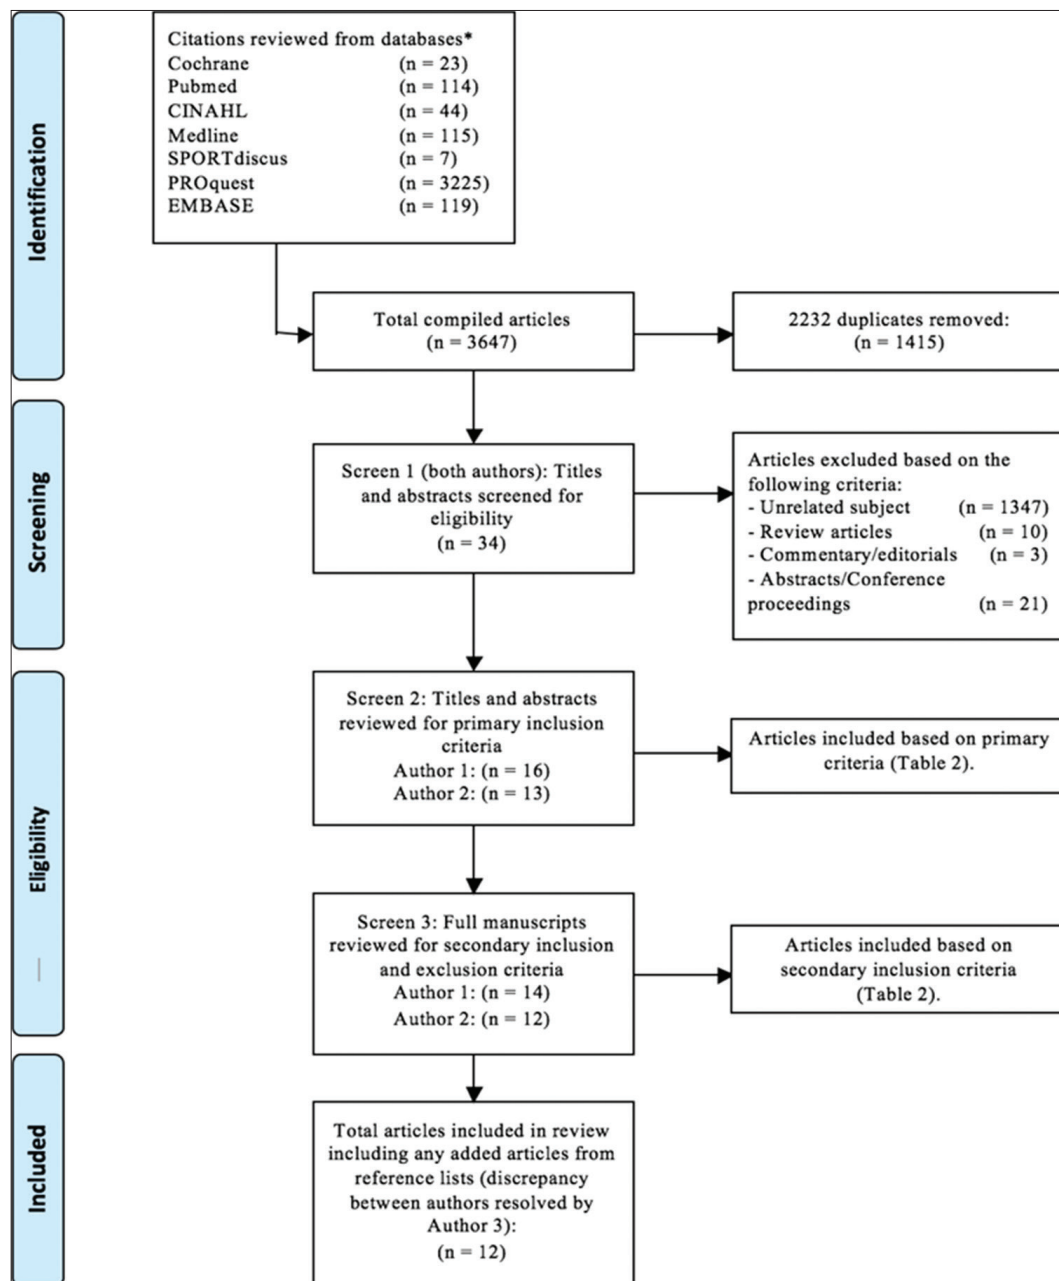 Identification
Citations reviewed from databases*
Cochrane (n = 23)
Pubmed (n = 114)
CINAHL (n = 44)
Medline (n = 115)
SPORTdiscus (n = 7)
PROquest (n = 3225)
EMBASE (n = 119)
Total compiled articles
(n = 3647)
2232 duplicates removed:
(n = 1415)
Screening
Screen 1 (both authors): Titles
and abstracts screened for
eligibility
(n = 34)
Articles excluded based on the
following criteria:
- Unrelated subject (n = 1347)
- Review articles (n = 10)
- Commentary/editorials (n = 3)
- Abstracts/Conference
proceedings (n = 21)
Eligibility
Screen 2: Titles and abstracts
reviewed for primary inclusion
criteria
Author 1: (n = 16)
Author 2: (n = 13)
Articles included based on primary
criteria (Table 2).
Screen 3: Full manuscripts
reviewed for secondary inclusion
and exclusion criteria
Author 1: (n = 14)
Author 2: (n = 12)
Articles included based on
secondary inclusion criteria
(Table 2).
Included
Total articles included in review
including any added articles from
reference lists (discrepancy
between authors resolved by
Author 3):
(n = 12)